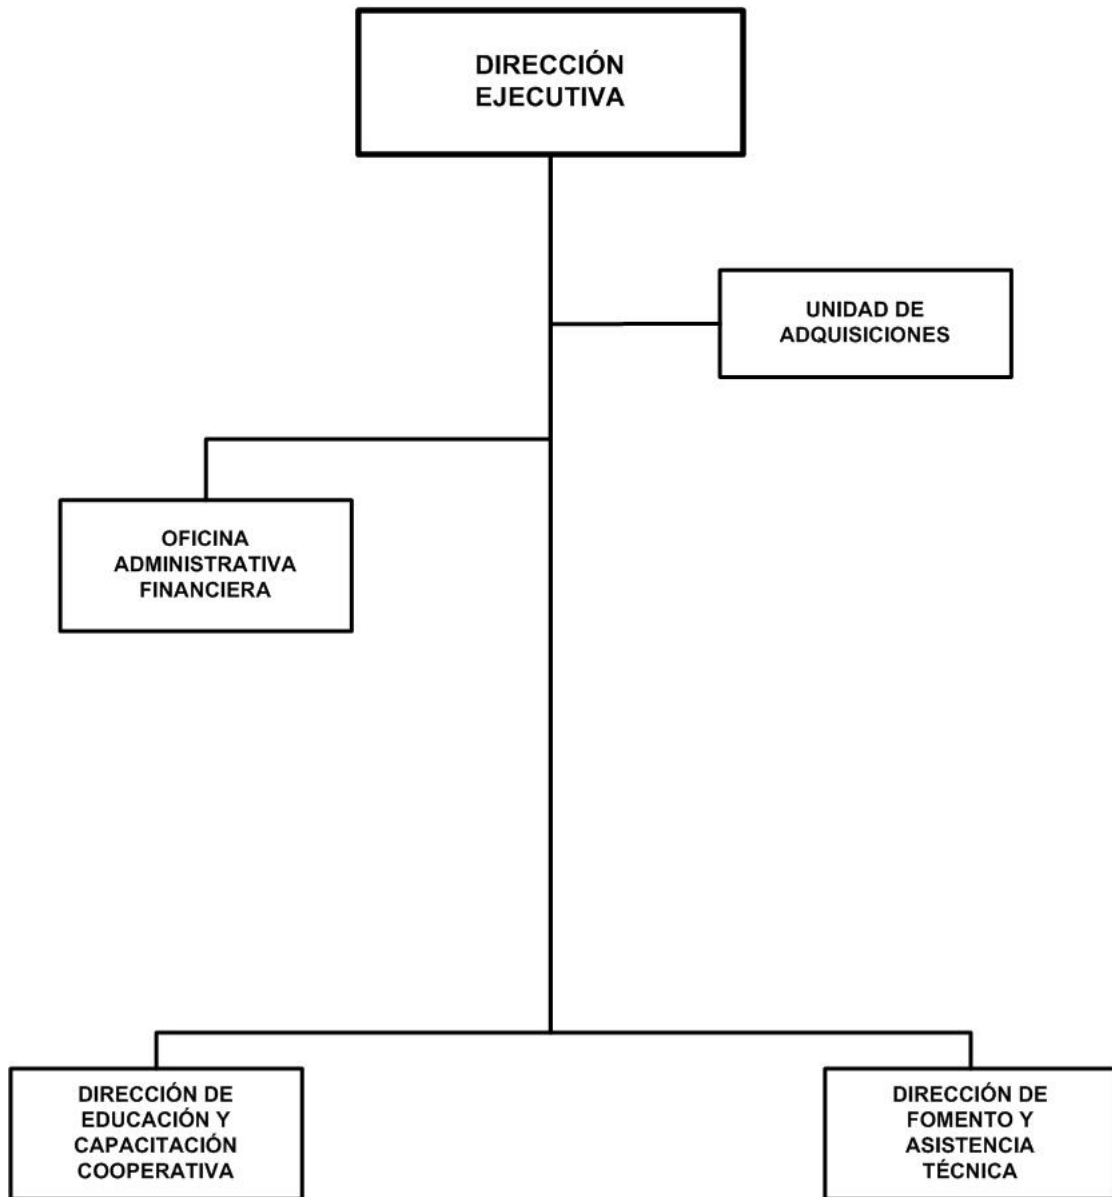 DIRECCIÓN
EJECUTIVA
UNIDAD DE
ADQUISICIONES
OFICINA
ADMINISTRATIVA
FINANCIERA
DIRECCIÓN DE
EDUCACIÓN Y
CAPACITACIÓN
COOPERATIVA
DIRECCIÓN DE
FOMENTO Y
ASISTENCIA
TÉCNICA